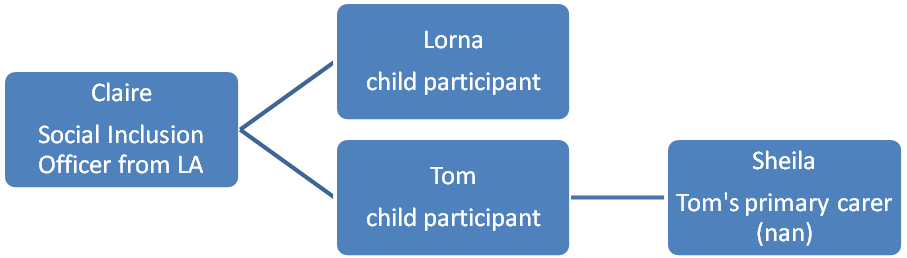 Claire
Social Inclusion
Officer from LA
Lorna
child participant
Tom
child participant
Sheila
Tom's primary carer
(nan)